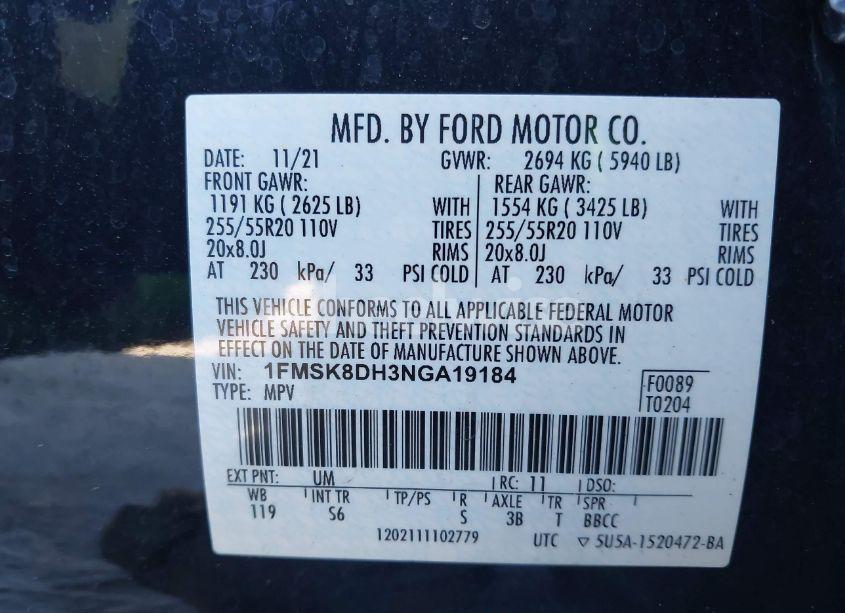 MFD. BY FORD MOTOR CO.
DATE: 11/21 GVWR: 2694 KG ( 5940 LB)
FRONT GAWR: REAR GAWR:
1191 KG ( 2625 LB) WITH 1554 KG ( 3425 LB) WITH
255/55R20 110V TIRES 255/55R20 110V TIRES
20x8.0J RIMS 20x8.0J RIMS
AT 230 kPa/ 33 PSI COLD AT 230 kPa/ 33 PSI COLD
THIS VEHICLE CONFORMS TO ALL APPLICABLE FEDERAL MOTOR
VEHICLE SAFETY AND THEFT PREVENTION STANDARDS IN
EFFECT ON THE DATE OF MANUFACTURE SHOWN ABOVE.
VIN: 1FMSK8DH3NGA19184
TYPE: MPV
F0089
T0204
EXT PNT: UM RC: 11 DSO:
WB INT TR TP/PS R AXLE TR SPR
119 S6 S 3B T BBCC
1202111102779 UTC ▽ 5U5A-1520472-BA